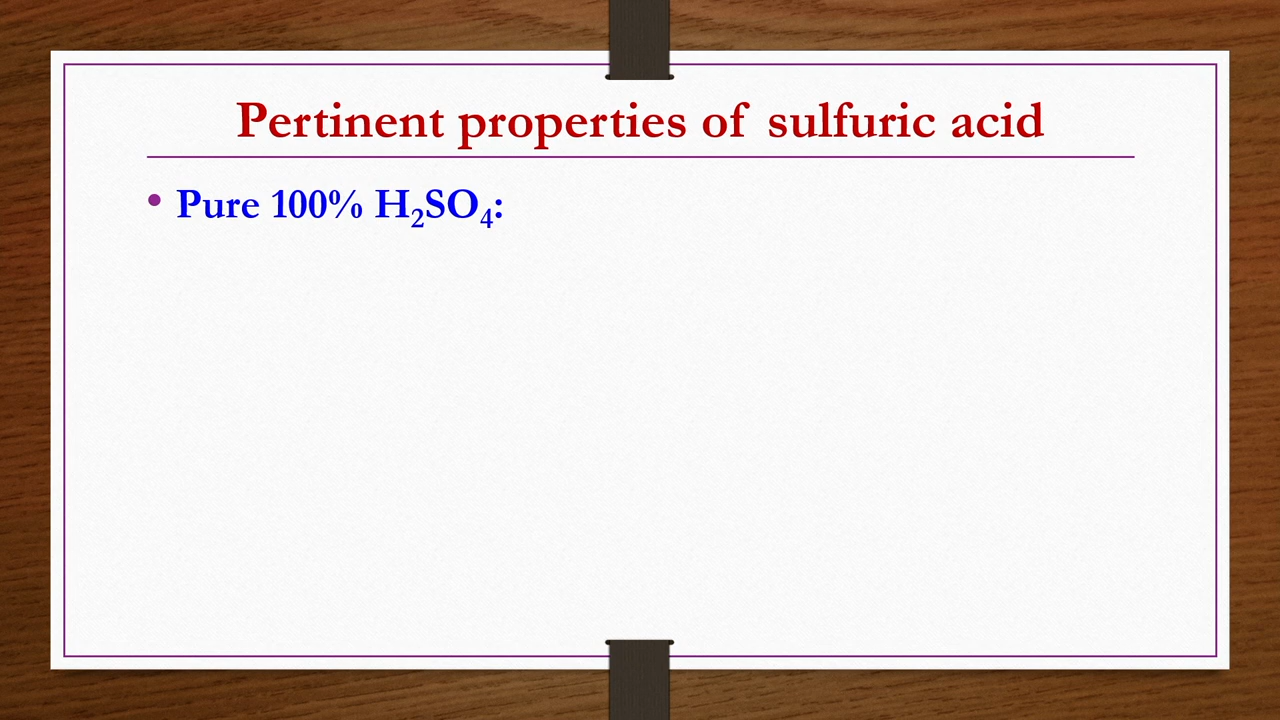 Pertinent properties of sulfuric acid
• Pure 100% H₂SO₄: